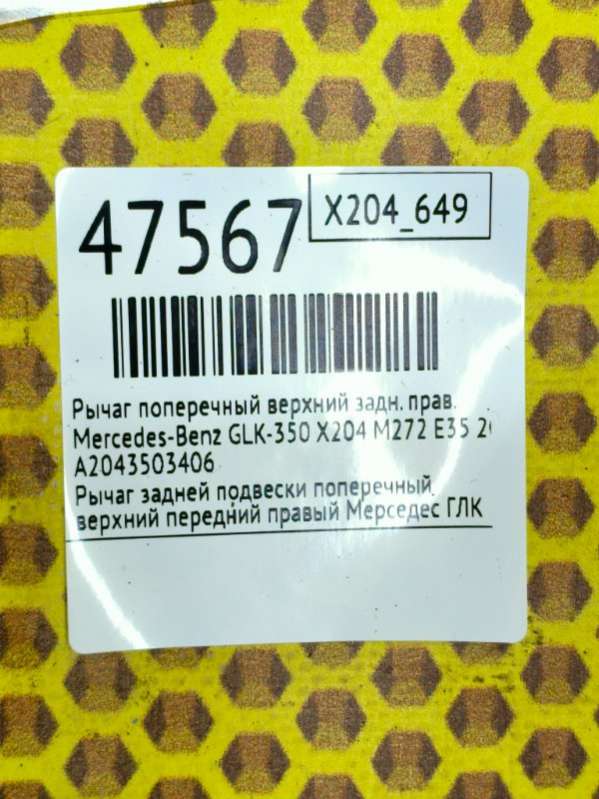 47567
X204_649
Рычаг поперечный верхний задн. прав.
Mercedes-Benz GLK-350 X204 M272 E35
A2043503406
Рычаг задней подвески поперечный
верхний передний правый Мерседес ГЛК